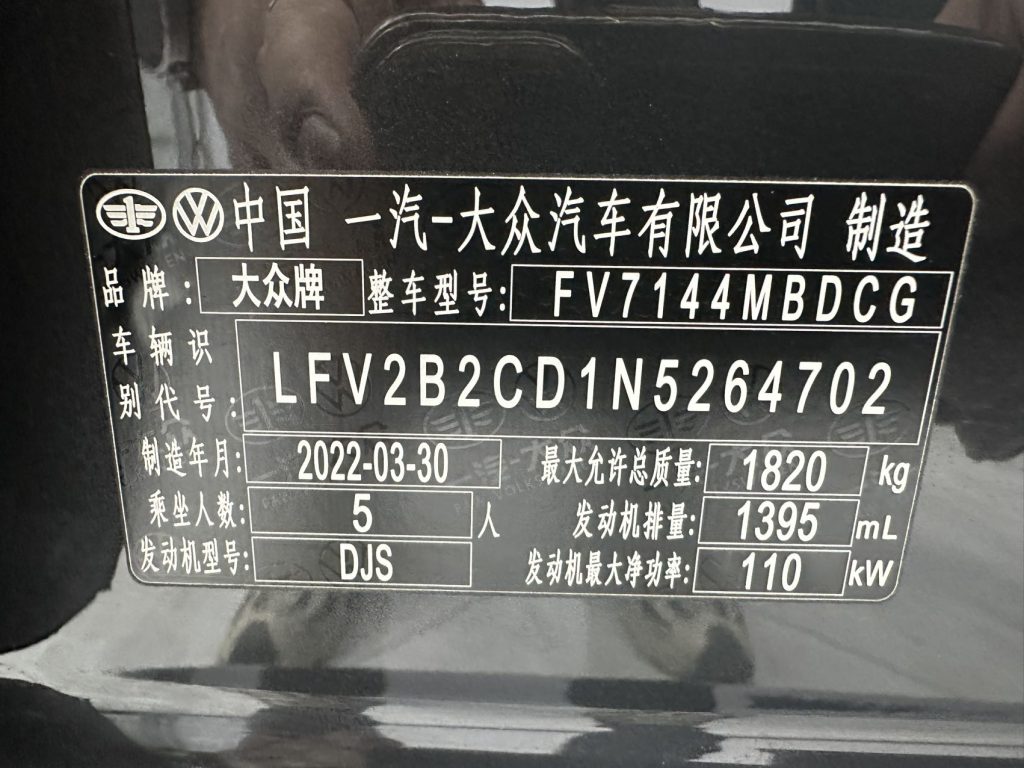 中国 一汽-大众汽车有限公司 制造
品牌: 大众牌 整车型号: FV7144MBDCG
车辆识别代号: LFV2B2CD1N5264702
制造年月: 2022-03-30 最大允许总质量: 1820 kg
乘坐人数: 5 人 发动机排量: 1395 mL
发动机型号: DJS 发动机最大净功率: 110 kW